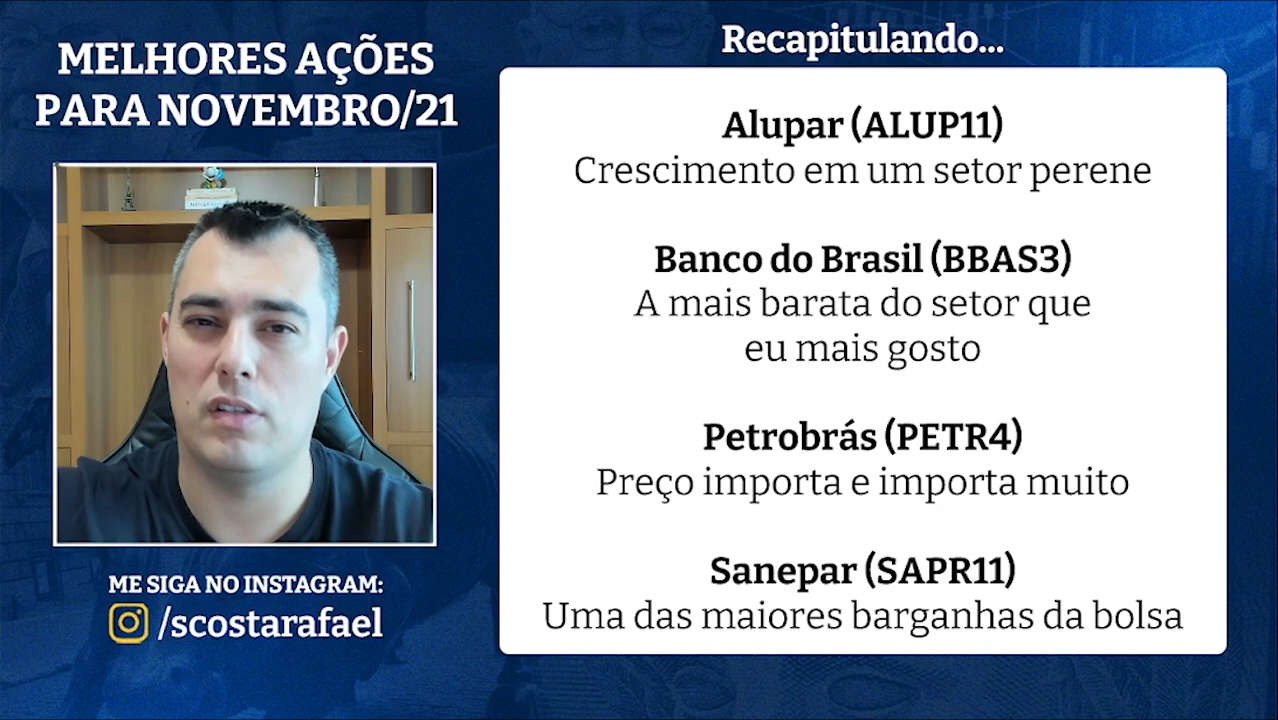 MELHORES AÇÕES
PARA NOVEMBRO/21
ME SIGA NO INSTAGRAM:
/scostarafael
Recapitulando...
Alupar (ALUP11)
Crescimento em um setor perene
Banco do Brasil (BBAS3)
A mais barata do setor que
eu mais gosto
Petrobrás (PETR4)
Preço importa e importa muito
Sanepar (SAPR11)
Uma das maiores barganhas da bolsa